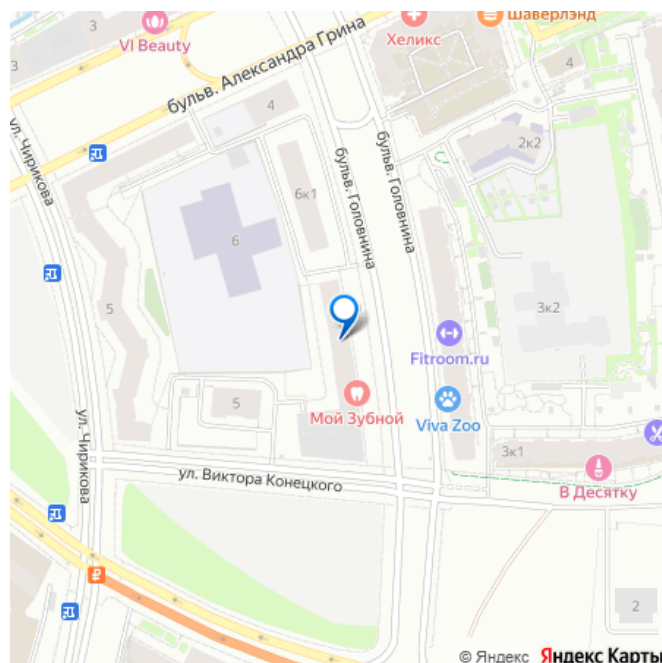 Шаверлэнд
3
VI Beauty
Хеликс
3
4
бульв. Александра Грина
4
2к2
ул. Чирикова
бульв. Головнина
бульв. Головнина
6к1
6
5
3к2
Fitroom.ru
5
Мой Зубной
Viva Zoo
ул. Чирикова
3к1
ул. Виктора Конецкого
В Десятку
2
© Яндекс Яндекс Карты